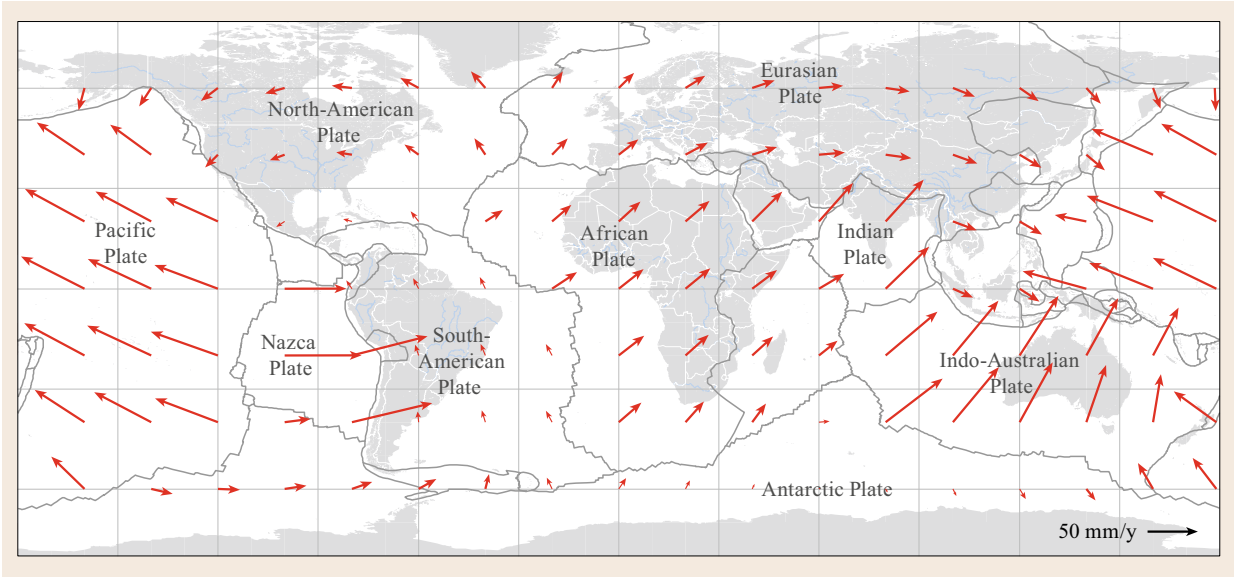 Eurasian
Plate
North-American
Plate
Pacific
Plate
African
Plate
Indian
Plate
Nazca
Plate
South-
American
Plate
Indo-Australian
Plate
Antarctic Plate
50 mm/y